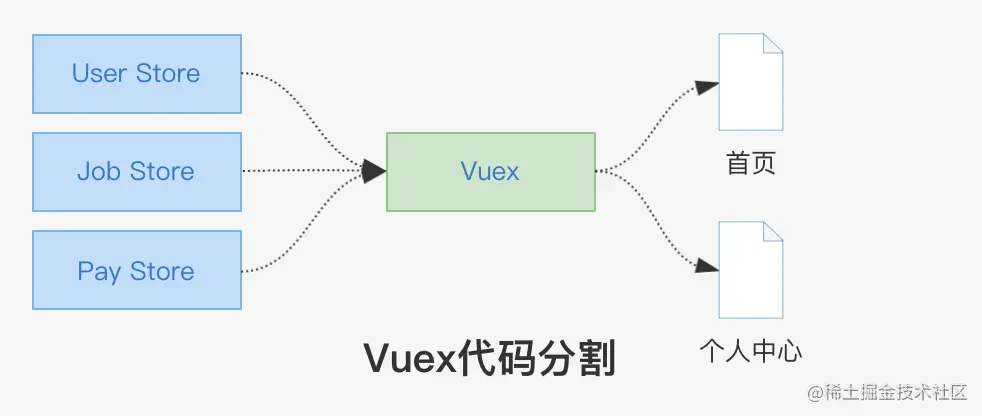 User Store
Job Store
Pay Store
Vuex
首页
个人中心
Vuex代码分割
@稀土掘金技术社区